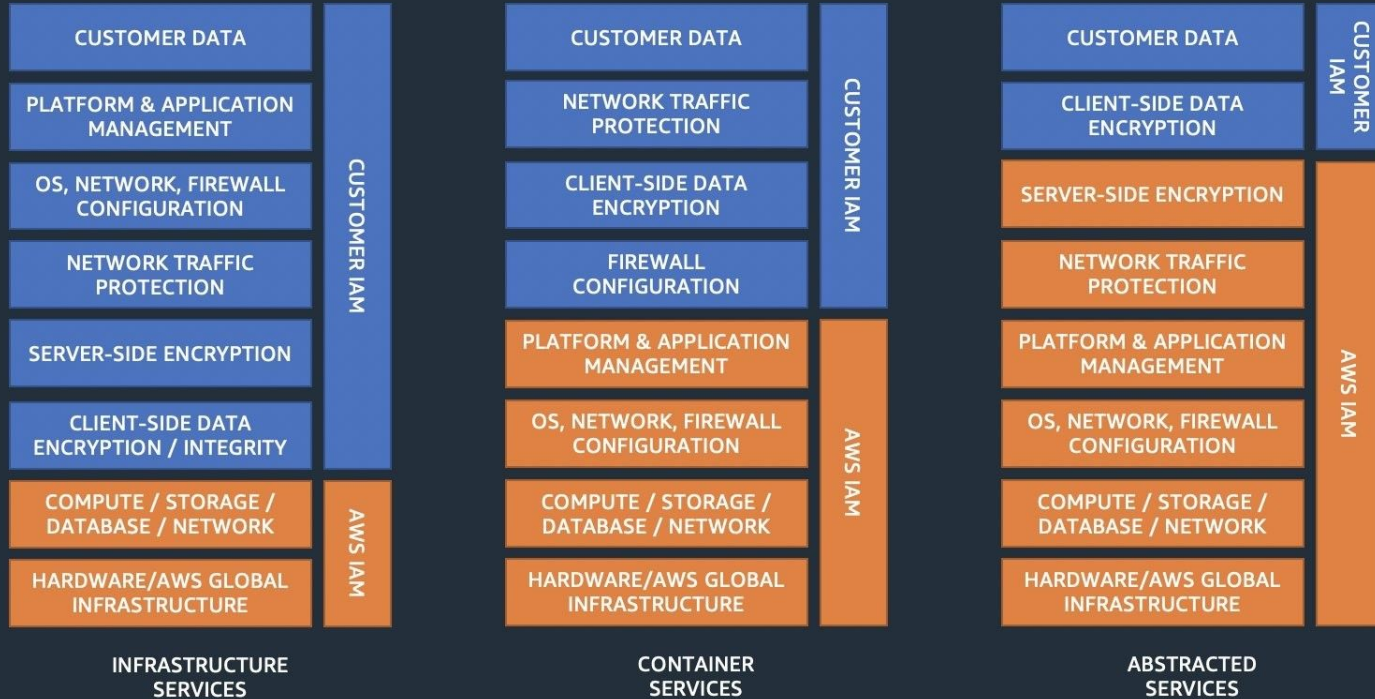 CUSTOMER DATA
PLATFORM & APPLICATION
MANAGEMENT
OS, NETWORK, FIREWALL
CONFIGURATION
NETWORK TRAFFIC
PROTECTION
SERVER-SIDE ENCRYPTION
CLIENT-SIDE DATA
ENCRYPTION / INTEGRITY
COMPUTE / STORAGE /
DATABASE / NETWORK
HARDWARE/AWS GLOBAL
INFRASTRUCTURE
CUSTOMER IAM
AWS IAM
INFRASTRUCTURE
SERVICES
CUSTOMER DATA
NETWORK TRAFFIC
PROTECTION
CLIENT-SIDE DATA
ENCRYPTION
FIREWALL
CONFIGURATION
PLATFORM & APPLICATION
MANAGEMENT
OS, NETWORK, FIREWALL
CONFIGURATION
COMPUTE / STORAGE /
DATABASE / NETWORK
HARDWARE/AWS GLOBAL
INFRASTRUCTURE
CUSTOMER IAM
AWS IAM
CONTAINER
SERVICES
CUSTOMER DATA
CLIENT-SIDE DATA
ENCRYPTION
SERVER-SIDE ENCRYPTION
NETWORK TRAFFIC
PROTECTION
PLATFORM & APPLICATION
MANAGEMENT
OS, NETWORK, FIREWALL
CONFIGURATION
COMPUTE / STORAGE /
DATABASE / NETWORK
HARDWARE/AWS GLOBAL
INFRASTRUCTURE
CUSTOMER
IAM
AWS IAM
ABSTRACTED
SERVICES